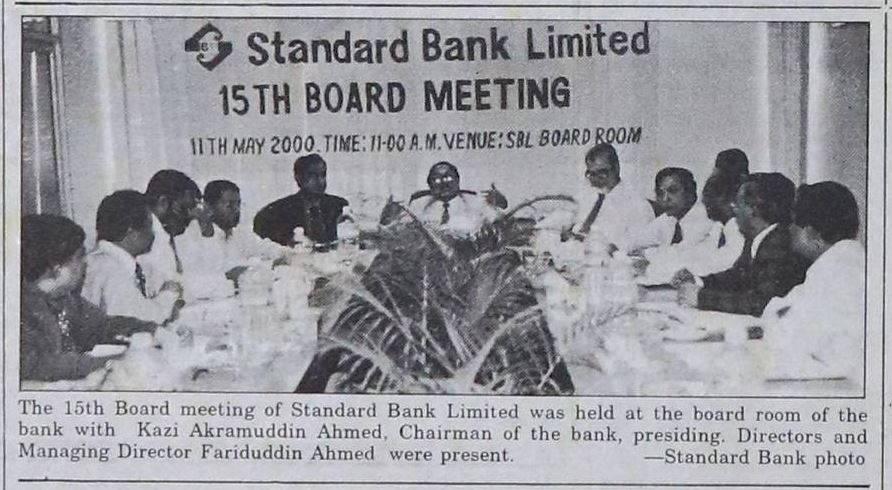 Standard Bank Limited
15TH BOARD MEETING
11TH MAY 2000. TIME: 11-00 A.M. VENUE: SBL BOARD ROOM
The 15th Board meeting of Standard Bank Limited was held at the board room of the
bank with Kazi Akramuddin Ahmed, Chairman of the bank, presiding. Directors and
Managing Director Fariduddin Ahmed were present. —Standard Bank photo